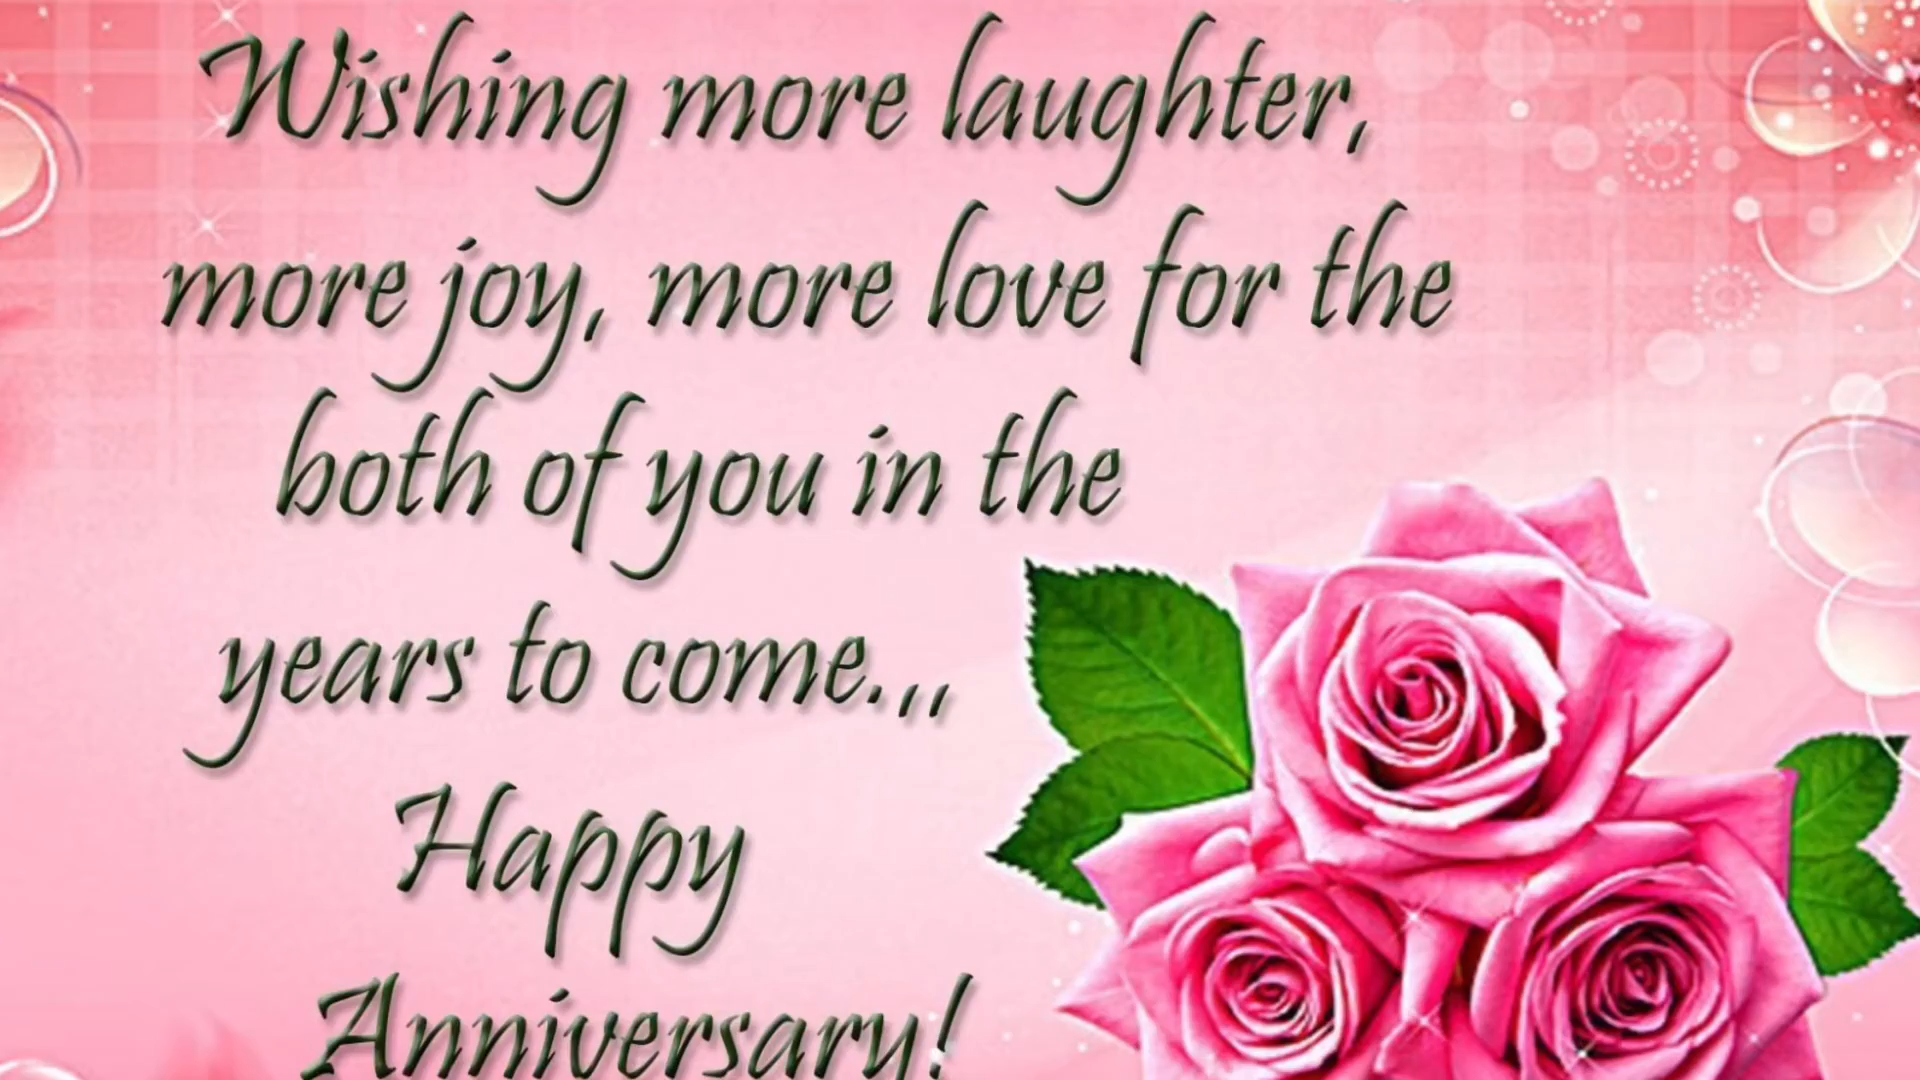 Wishing more laughter,
more joy, more love for the
both of you in the
years to come.,,
Happy
Anniversary!